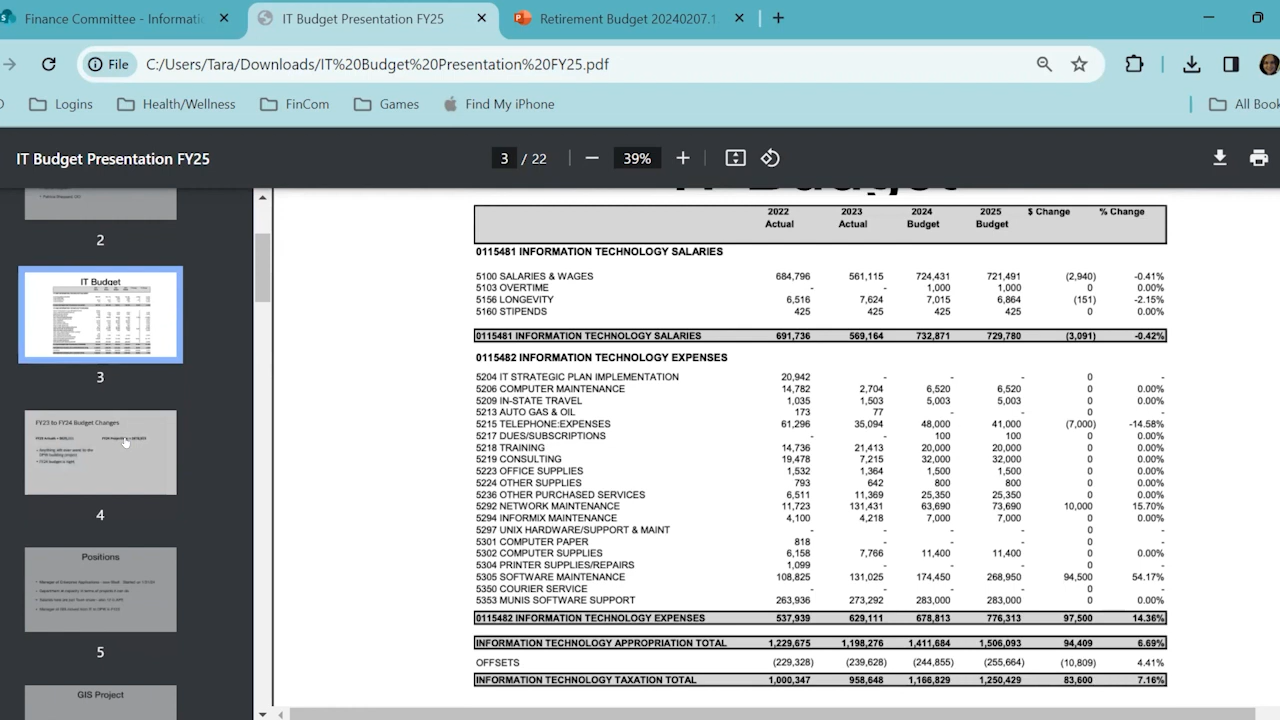 Finance Committee - Informati
IT Budget Presentation FY25
Retirement Budget 20240207.1
File C:/Users/Tara/Downloads/IT%20Budget%20Presentation%20FY25.pdf
Logins Health/Wellness FinCom Games Find My iPhone All Book
IT Budget Presentation FY25 3 / 22 39%
2
IT Budget
3
FY23 to FY24 Budget Changes
4
Positions
5
GIS Project
IT Budget
2022 Actual 2023 Actual 2024 Budget 2025 Budget $ Change % Change
0115481 INFORMATION TECHNOLOGY SALARIES
5100 SALARIES & WAGES 684,796 561,115 724,431 721,491 (2,940) -0.41%
5103 OVERTIME - - 1,000 1,000 0 0.00%
5156 LONGEVITY 6,516 7,624 7,015 6,864 (151) -2.15%
5160 STIPENDS 425 425 425 425 0 0.00%
0115481 INFORMATION TECHNOLOGY SALARIES 691,736 569,164 732,871 729,780 (3,091) -0.42%
0115482 INFORMATION TECHNOLOGY EXPENSES
5204 IT STRATEGIC PLAN IMPLEMENTATION 20,942 - - - 0 -
5206 COMPUTER MAINTENANCE 14,782 2,704 6,520 6,520 0 0.00%
5209 IN-STATE TRAVEL 1,035 1,503 5,003 5,003 0 0.00%
5213 AUTO GAS & OIL 173 77 - - 0 -
5215 TELEPHONE:EXPENSES 61,296 35,094 48,000 41,000 (7,000) -14.58%
5217 DUES/SUBSCRIPTIONS - - 100 100 0 0.00%
5218 TRAINING 14,736 21,413 20,000 20,000 0 0.00%
5219 CONSULTING 19,478 7,215 32,000 32,000 0 0.00%
5223 OFFICE SUPPLIES 1,532 1,364 1,500 1,500 0 0.00%
5224 OTHER SUPPLIES 793 642 800 800 0 0.00%
5236 OTHER PURCHASED SERVICES 6,511 11,369 25,350 25,350 0 0.00%
5292 NETWORK MAINTENANCE 11,723 131,431 63,690 73,690 10,000 15.70%
5294 INFORMIX MAINTENANCE 4,100 4,218 7,000 7,000 0 0.00%
5297 UNIX HARDWARE/SUPPORT & MAINT - - - - 0 -
5301 COMPUTER PAPER 818 - - - 0 -
5302 COMPUTER SUPPLIES 6,158 7,766 11,400 11,400 0 0.00%
5304 PRINTER SUPPLIES/REPAIRS 1,099 - - - 0 -
5305 SOFTWARE MAINTENANCE 108,825 131,025 174,450 268,950 94,500 54.17%
5350 COURIER SERVICE - - - - 0 -
5353 MUNIS SOFTWARE SUPPORT 263,936 273,292 283,000 283,000 0 0.00%
0115482 INFORMATION TECHNOLOGY EXPENSES 537,939 629,111 678,813 776,313 97,500 14.36%
INFORMATION TECHNOLOGY APPROPRIATION TOTAL 1,229,675 1,198,276 1,411,684 1,506,093 94,409 6.69%
OFFSETS (229,328) (239,628) (244,855) (255,664) (10,809) 4.41%
INFORMATION TECHNOLOGY TAXATION TOTAL 1,000,347 958,648 1,166,829 1,250,429 83,600 7.16%